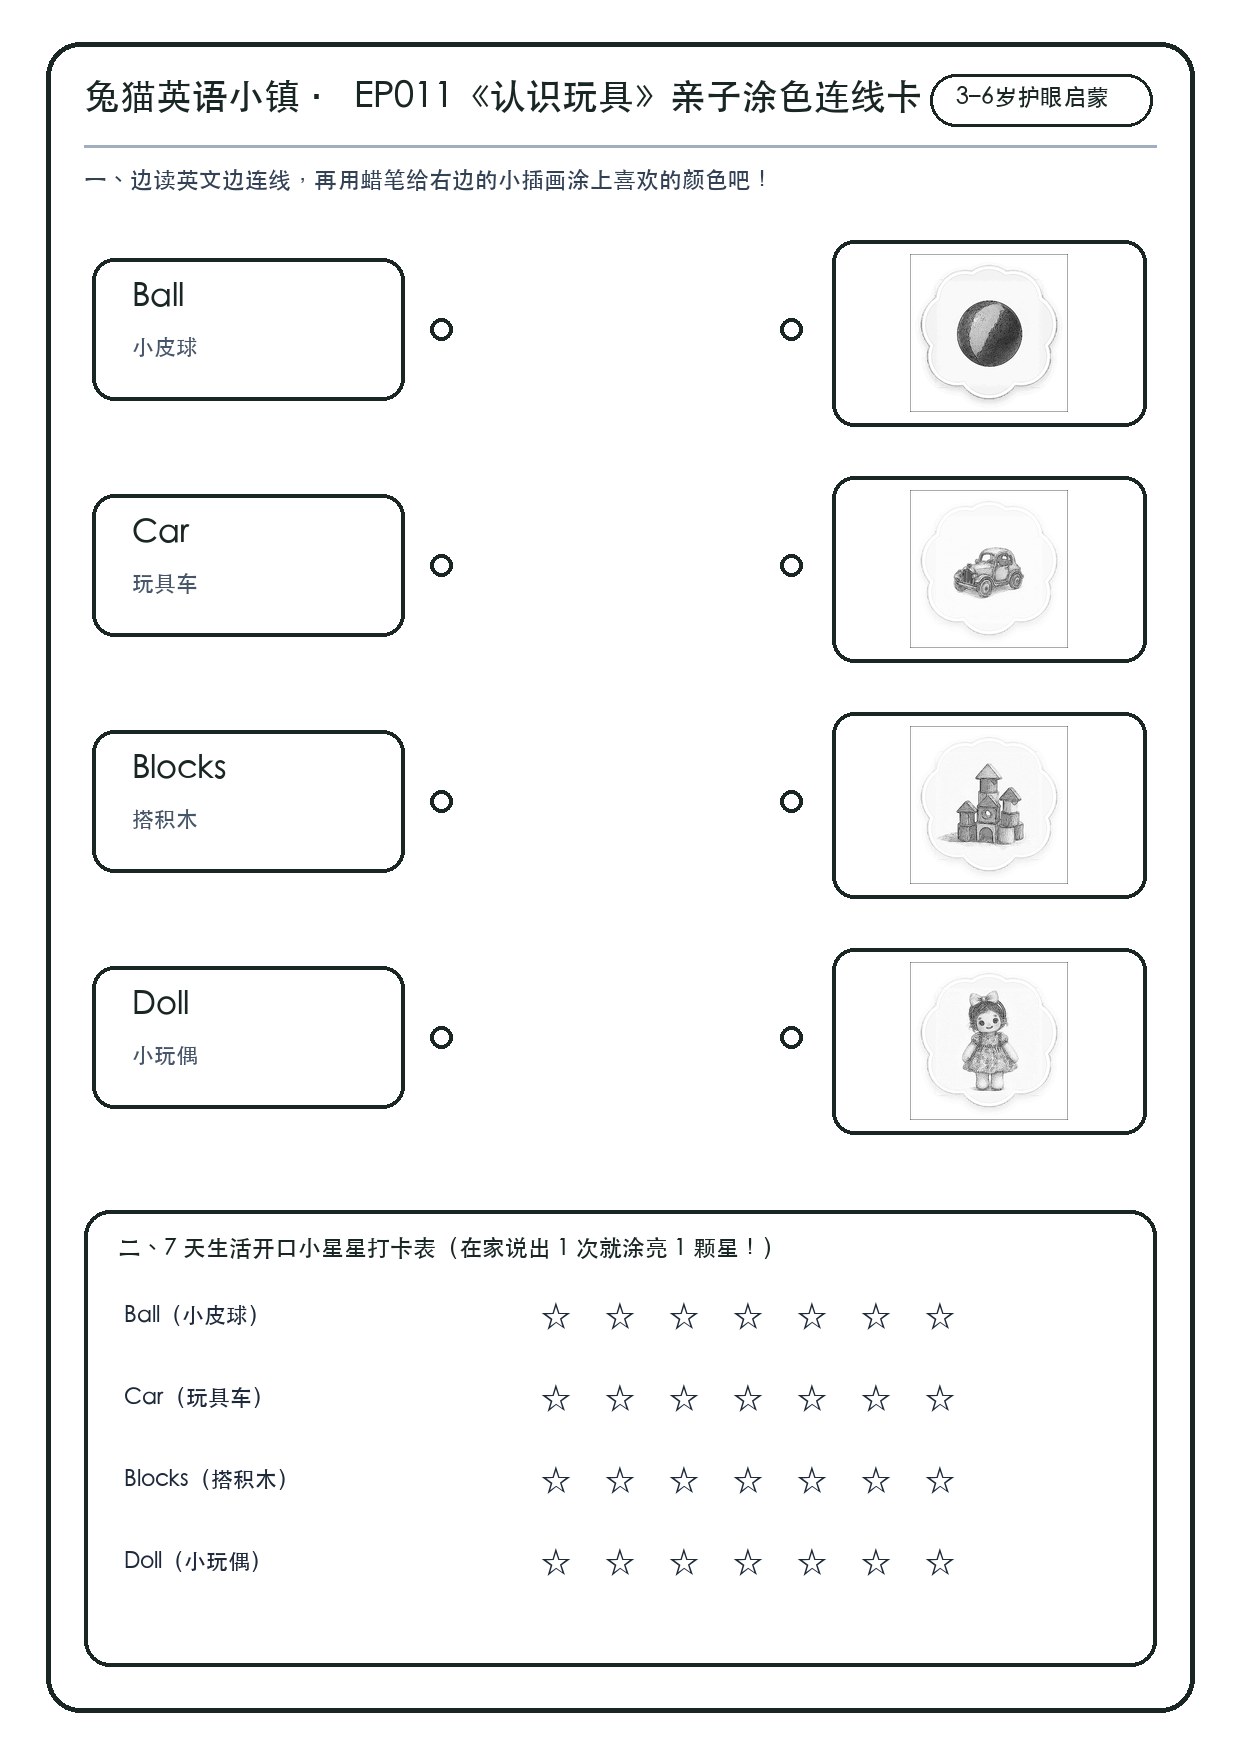 兔猫英语小镇· EP011《认识玩具》亲子涂色连线卡
3-6岁护眼启蒙
一、边读英文边连线，再用蜡笔给右边的小插画涂上喜欢的颜色吧！
Ball
小皮球
Car
玩具车
Blocks
搭积木
Doll
小玩偶
二、7 天生活开口小星星打卡表（在家说出 1 次就涂亮 1 颗星！）
Ball（小皮球） ☆ ☆ ☆ ☆ ☆ ☆ ☆
Car（玩具车） ☆ ☆ ☆ ☆ ☆ ☆ ☆
Blocks（搭积木） ☆ ☆ ☆ ☆ ☆ ☆ ☆
Doll（小玩偶） ☆ ☆ ☆ ☆ ☆ ☆ ☆